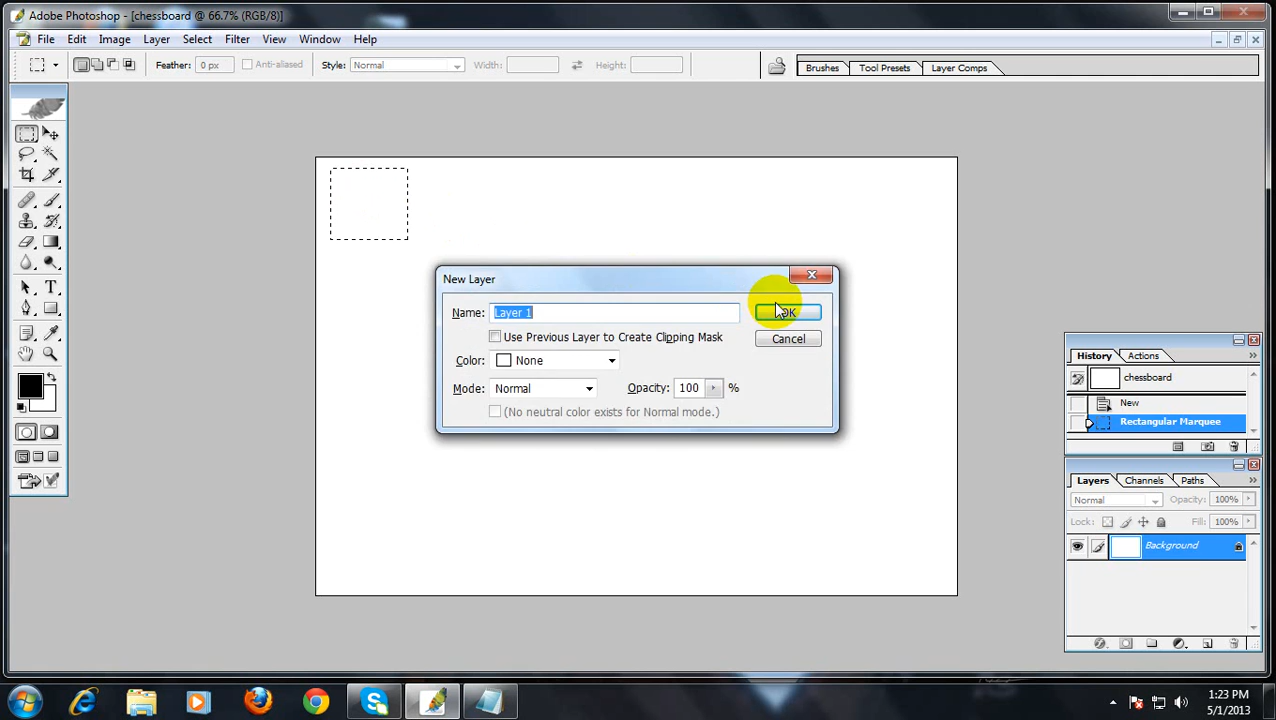 Adobe Photoshop - [chessboard @ 66.7% (RGB/8)]
File Edit Image Layer Select Filter View Window Help
Feather: 0 px Anti-aliased Style: Normal Width: Height: Brushes Tool Presets Layer Comps
New Layer
Name: Layer 1 OK
Use Previous Layer to Create Clipping Mask
Cancel
Color: None
Mode: Normal Opacity: 100 %
(No neutral color exists for Normal mode.)
History Actions
chessboard
New
Rectangular Marquee
Layers Channels Paths
Normal Opacity: 100%
Lock: Fill: 100%
Background
1:23 PM
5/1/2013